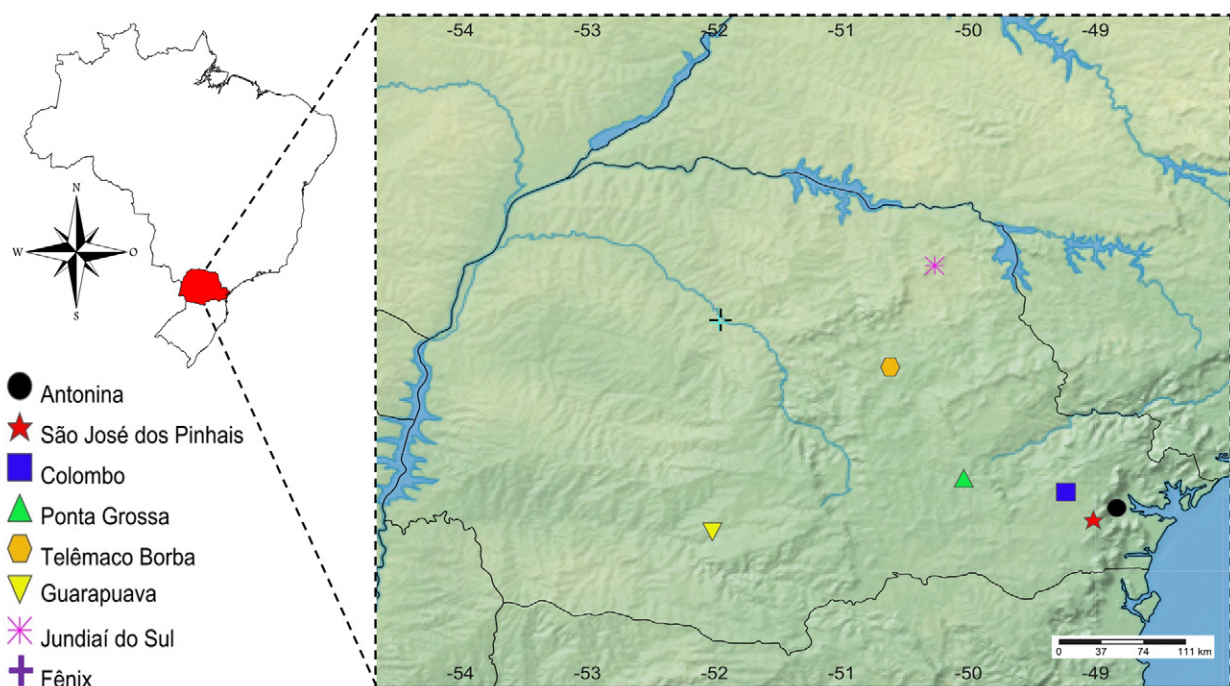 -54 -53 -52 -51 -50 -49
N
W O
S
Antonina
São José dos Pinhais
Colombo
Ponta Grossa
Telêmaco Borba
Guarapuava
Jundiaí do Sul
Fênix
0 37 74 111 km
-54 -53 -52 -51 -50 -49